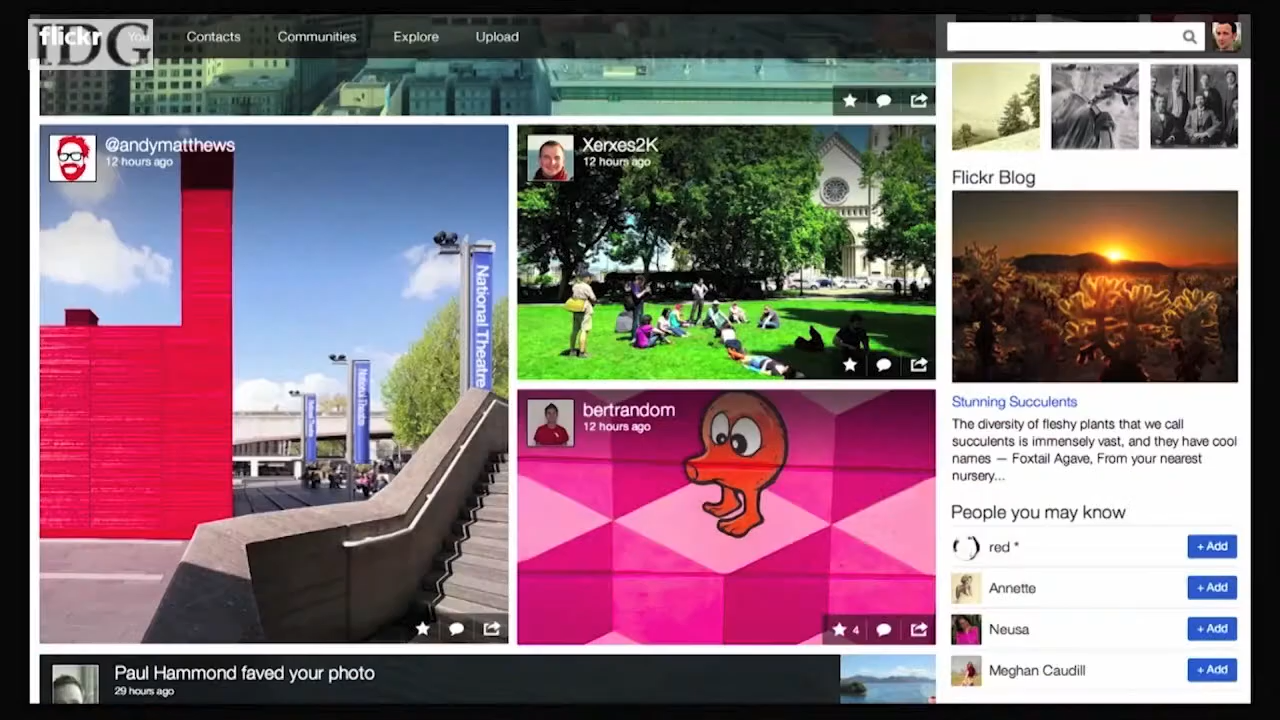 flickr
IDG
You
Contacts
Communities
Explore
Upload
@andymatthews
12 hours ago
National Theatre
National Theatre
Xerxes2K
12 hours ago
bertrandom
12 hours ago
4
Paul Hammond faved your photo
29 hours ago
Flickr Blog
Stunning Succulents
The diversity of fleshy plants that we call
succulents is immensely vast, and they have cool
names — Foxtail Agave, From your nearest
nursery...
People you may know
red *
+ Add
Annette
+ Add
Neusa
+ Add
Meghan Caudill
+ Add